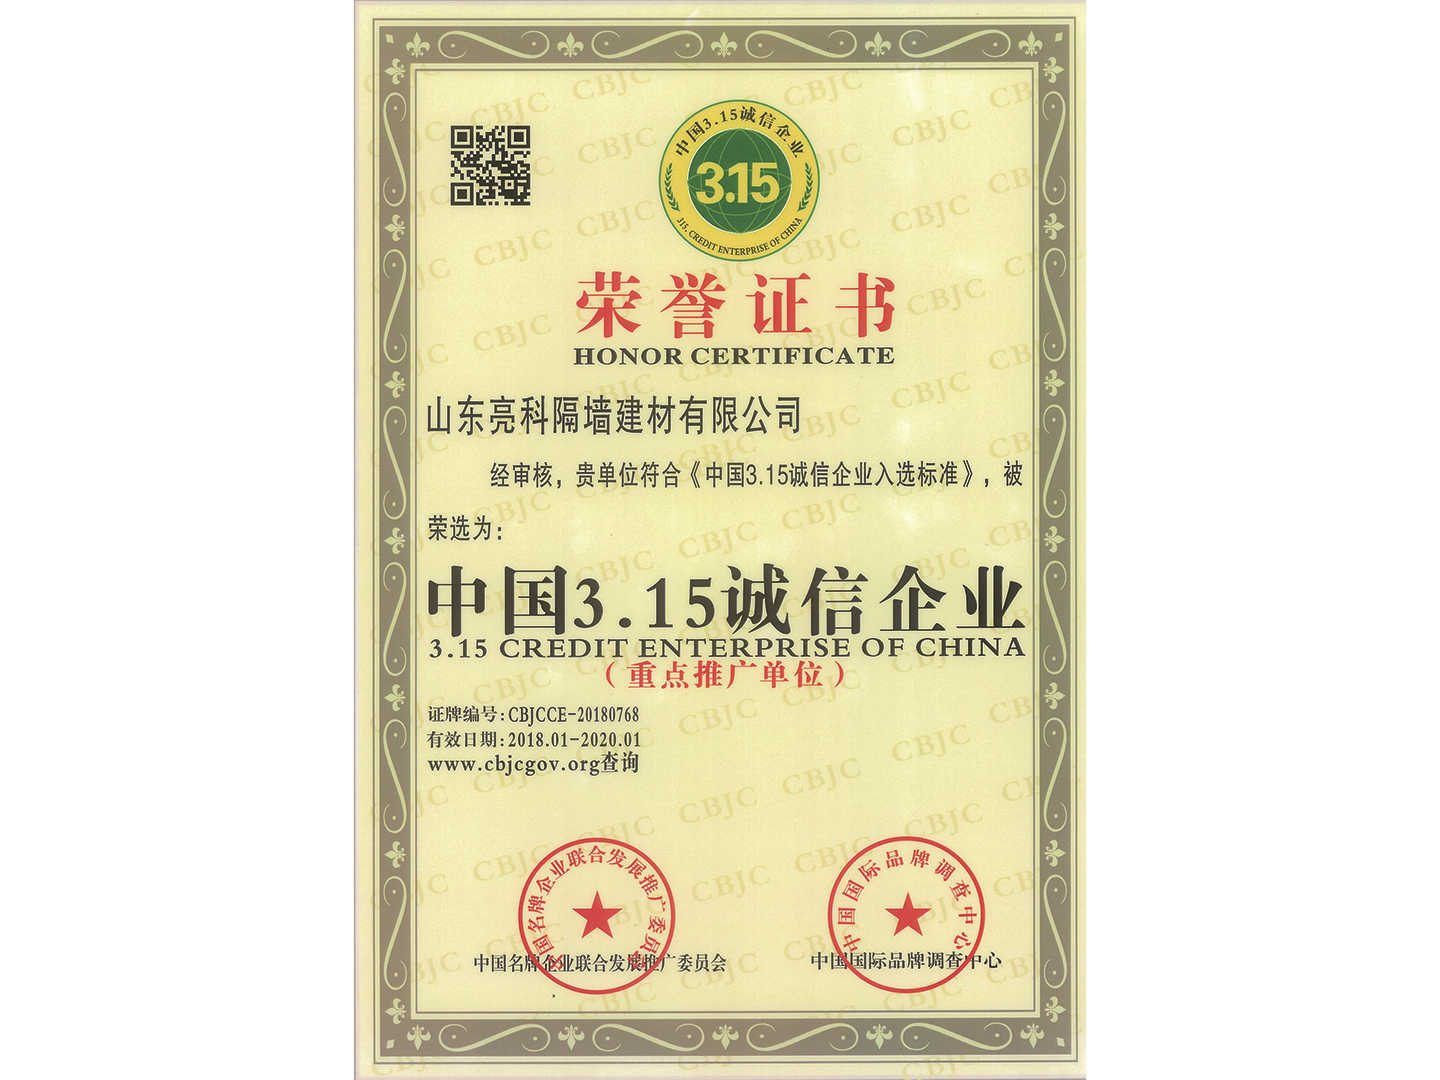 中国3.15诚信企业
3.15
315. CREDIT ENTERPRISE OF CHINA
荣誉证书
HONOR CERTIFICATE
山东亮科隔墙建材有限公司
经审核，贵单位符合《中国3.15诚信企业入选标准》，被
荣选为：
中国3.15诚信企业
3.15 CREDIT ENTERPRISE OF CHINA
（重点推广单位）
证牌编号：CBJCCE-20180768
有效日期：2018.01-2020.01
www.cbjcgov.org查询
中国名牌企业联合发展推广委员会
中国国际品牌调查中心
中国名牌企业联合发展推广委员会
中国国际品牌调查中心
CBJC